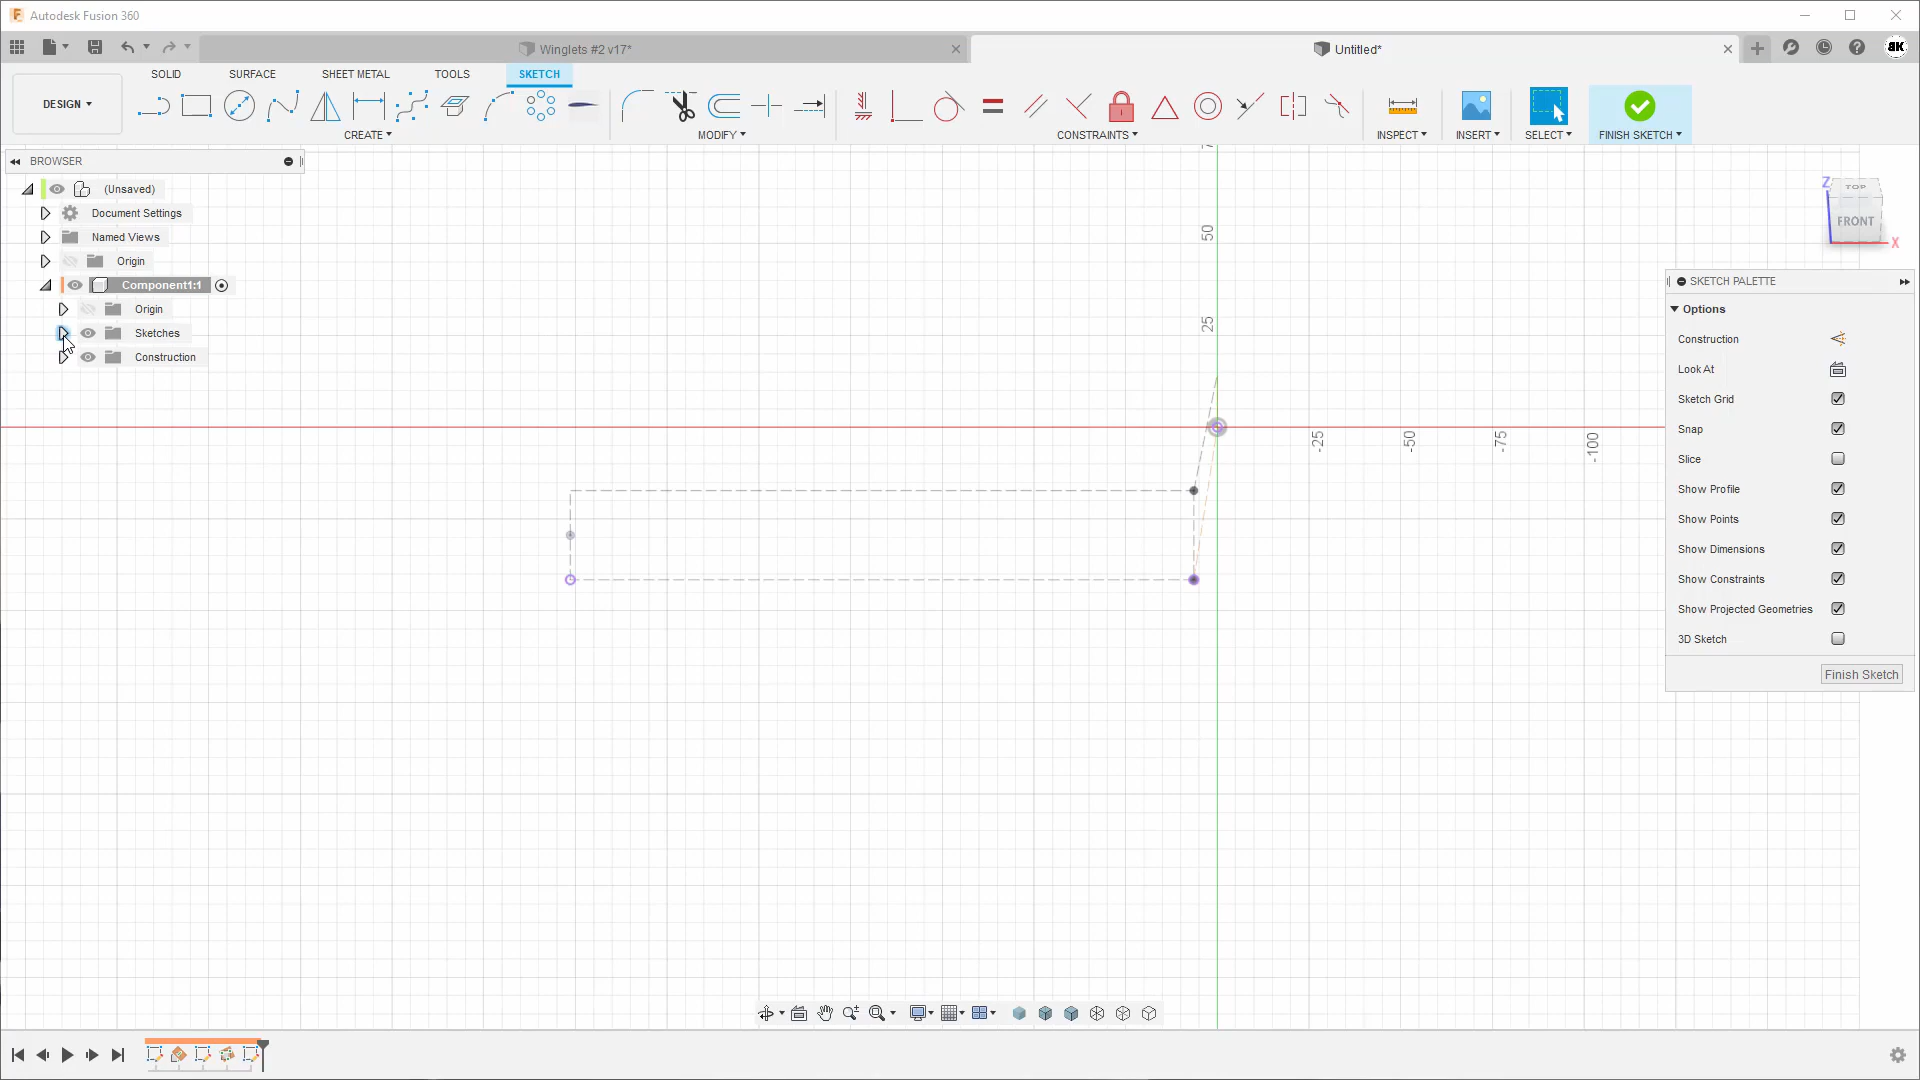 Autodesk Fusion 360
Winglets #2 v17*
Untitled*
BK
SOLID
SURFACE
SHEET METAL
TOOLS
SKETCH
DESIGN
CREATE
MODIFY
CONSTRAINTS
INSPECT
INSERT
SELECT
FINISH SKETCH
BROWSER
(Unsaved)
Document Settings
Named Views
Origin
Component1:1
Origin
Sketches
Construction
50
25
-25
-50
-75
-100
Z
TOP
FRONT
X
SKETCH PALETTE
Options
Construction
Look At
Sketch Grid
Snap
Slice
Show Profile
Show Points
Show Dimensions
Show Constraints
Show Projected Geometries
3D Sketch
Finish Sketch